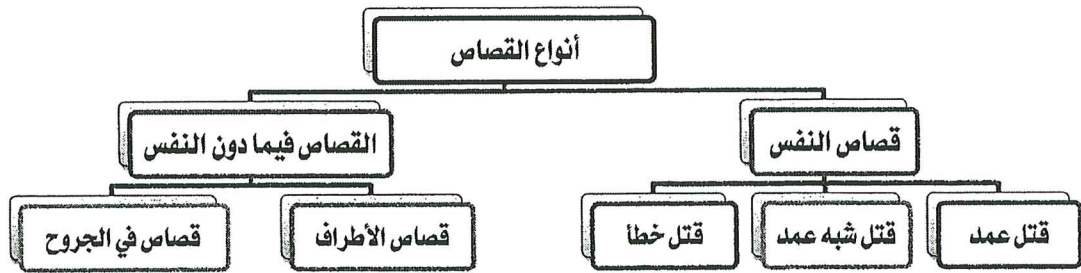 أنواع القصاص
قصاص النفس
القصاص فيما دون النفس
قتل عمد
قتل شبه عمد
قتل خطأ
قصاص الأطراف
قصاص في الجروح